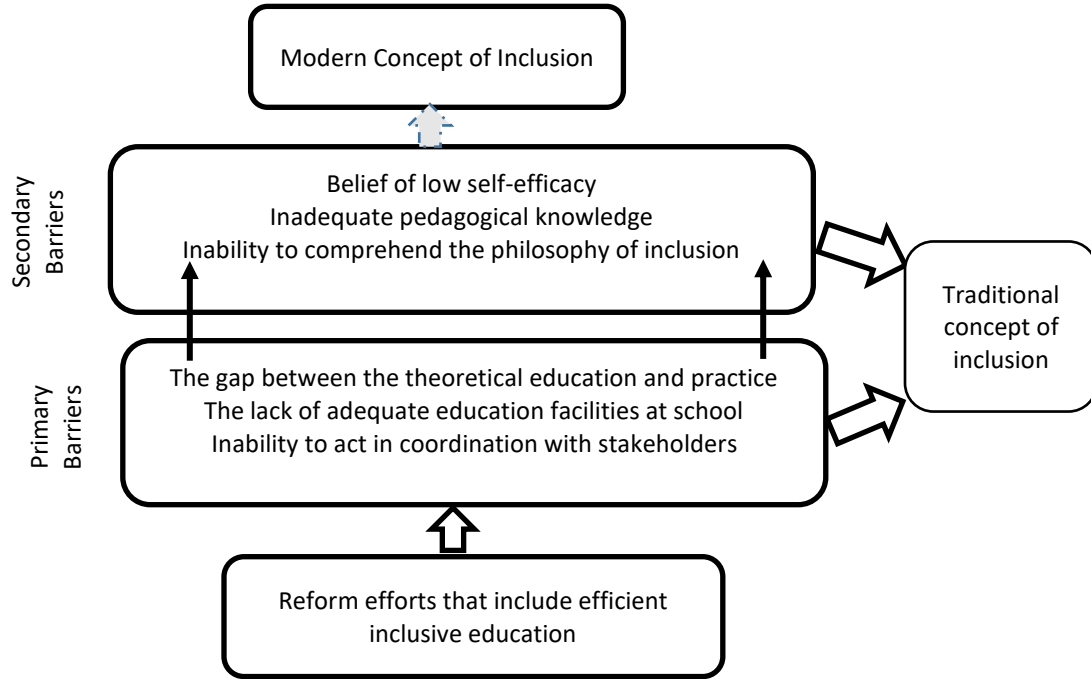 Modern Concept of Inclusion
Secondary
Barriers
Belief of low self-efficacy
Inadequate pedagogical knowledge
Inability to comprehend the philosophy of inclusion
Traditional
concept of
inclusion
Primary
Barriers
The gap between the theoretical education and practice
The lack of adequate education facilities at school
Inability to act in coordination with stakeholders
Reform efforts that include efficient
inclusive education